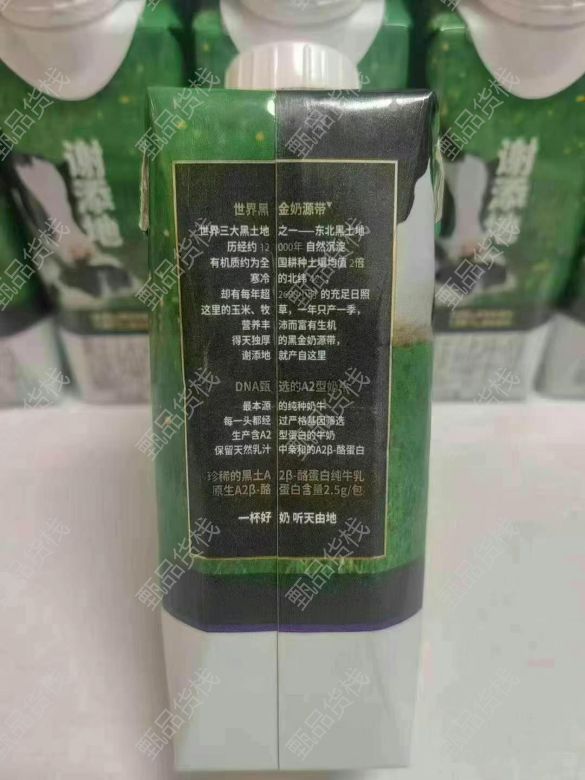 世界黑金奶源带
世界三大黑土地之一——东北黑土地
历经约12000年 自然沉淀
有机质约为全国耕种土壤均值2倍
寒冷的北纬
却有每年超 的充足日照
这里的玉米、牧草，一年只产一季，
营养丰沛而富有生机
得天独厚的黑金奶源带，
谢添地就产自这里
DNA甄选的A2型奶牛
最本源的纯种奶牛
每一头都经过严格基因筛选
生产含A2型蛋白的牛奶
保留天然乳汁中亲和的A2β-酪蛋白
珍稀的黑土A2β-酪蛋白纯牛乳
原生A2β-酪蛋白含量2.5g/包
一杯好奶 听天由地
谢添地
谢添地
甄品货栈